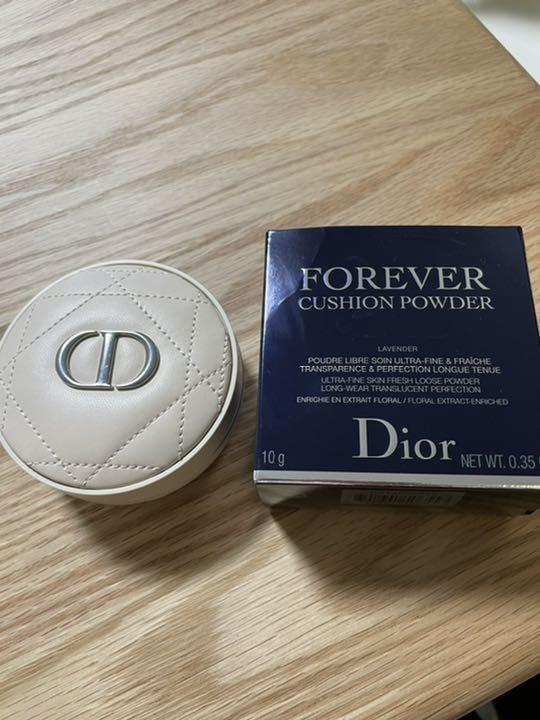 CD
FOREVER
CUSHION POWDER
LAVENDER
POUDRE LIBRE SOIN ULTRA-FINE & FRAÎCHE
TRANSPARENCE & PERFECTION LONGUE TENUE
ULTRA-FINE SKIN FRESH LOOSE POWDER
LONG-WEAR TRANSLUCENT PERFECTION
ENRICHIE EN EXTRAIT FLORAL / FLORAL EXTRACT-ENRICHED
Dior
10 g
NET WT. 0.35